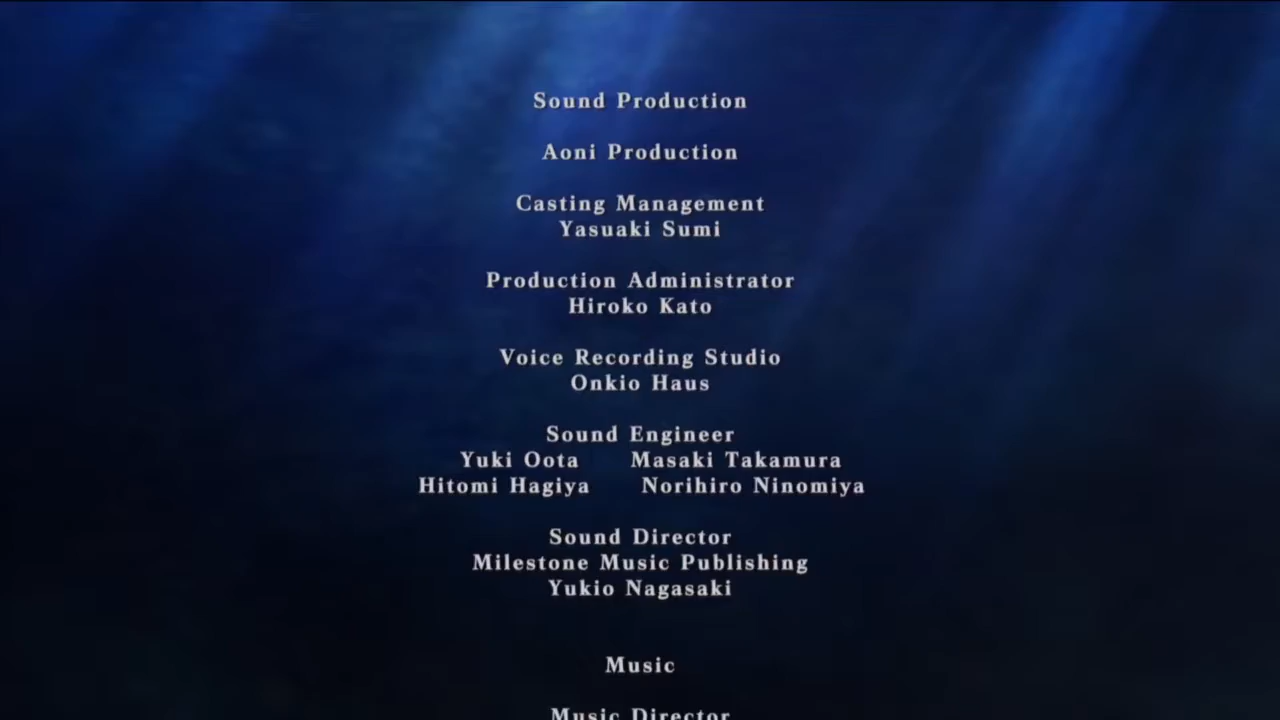 Sound Production
Aoni Production
Casting Management
Yasuaki Sumi
Production Administrator
Hiroko Kato
Voice Recording Studio
Onkio Haus
Sound Engineer
Yuki Oota Masaki Takamura
Hitomi Hagiya Norihiro Ninomiya
Sound Director
Milestone Music Publishing
Yukio Nagasaki
Music
Music Director